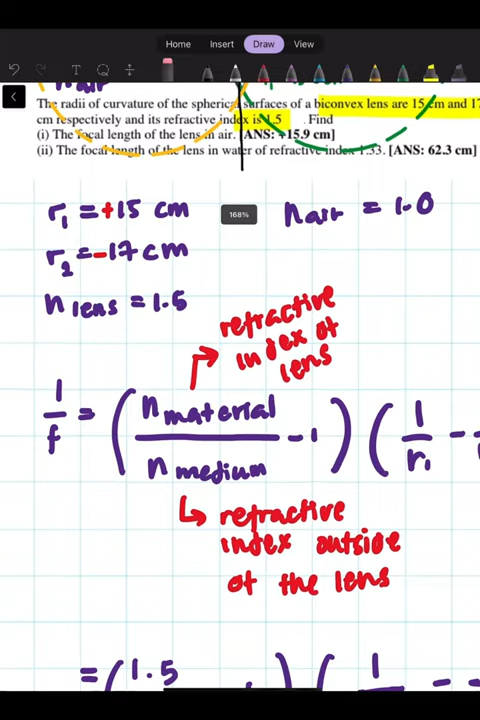 Home Insert Draw View
n air
The radii of curvature of the spherical surfaces of a biconvex lens are 15 cm and 17
cm respectively and its refractive index is 1.5 . Find
(i) The focal length of the lens in air. [ANS: +15.9 cm]
(ii) The focal length of the lens in water of refractive index 1.33. [ANS: 62.3 cm]
168%
r₁ = +15 cm
n air = 1.0
r₂ = -17 cm
n lens = 1.5
refractive
index of
lens
1/f = (n material / n medium - 1) (1/r₁ -
refractive
index outside
of the lens
= (1.5
- 1) (1 -